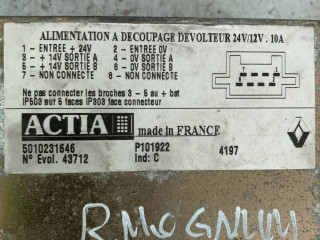 ALIMENTATION A DECOUPAGE DEVOLTEUR 24V/12V . 10A
1 - ENTREE + 24V 2 - ENTREE 0V
3 - + 14V SORTIE A 4 - 0V SORTIE A
5 - + 14V SORTIE B 6 - 0V SORTIE B
7 - NON CONNECTE 8 - NON CONNECTE
Ne pas connecter les broches 3 - 5 au + bat
IP503 sur 5 faces IP303 face connecteur
ACTIA made in FRANCE
5010231646 P101922 4197
N° Evol. 43712 Ind: C
R.MAGNUM